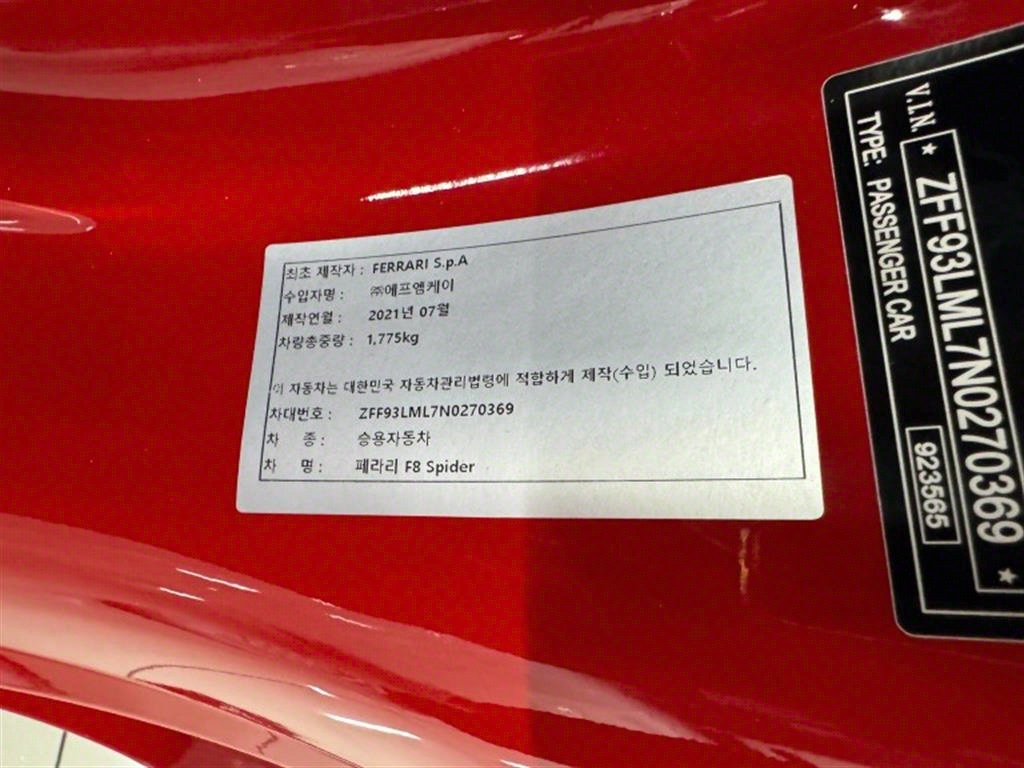 최초 제작자 : FERRARI S.p.A
수입자명 : ㈜에프엠케이
제작연월 : 2021년 07월
차량총중량 : 1,775kg
이 자동차는 대한민국 자동차관리법령에 적합하게 제작(수입) 되었습니다.
차대번호 : ZFF93LML7N0270369
차 종 : 승용자동차
차 명 : 페라리 F8 Spider
V.I.N. ★ ZFF93LML7N0270369 ★
TYPE: PASSENGER CAR 923565